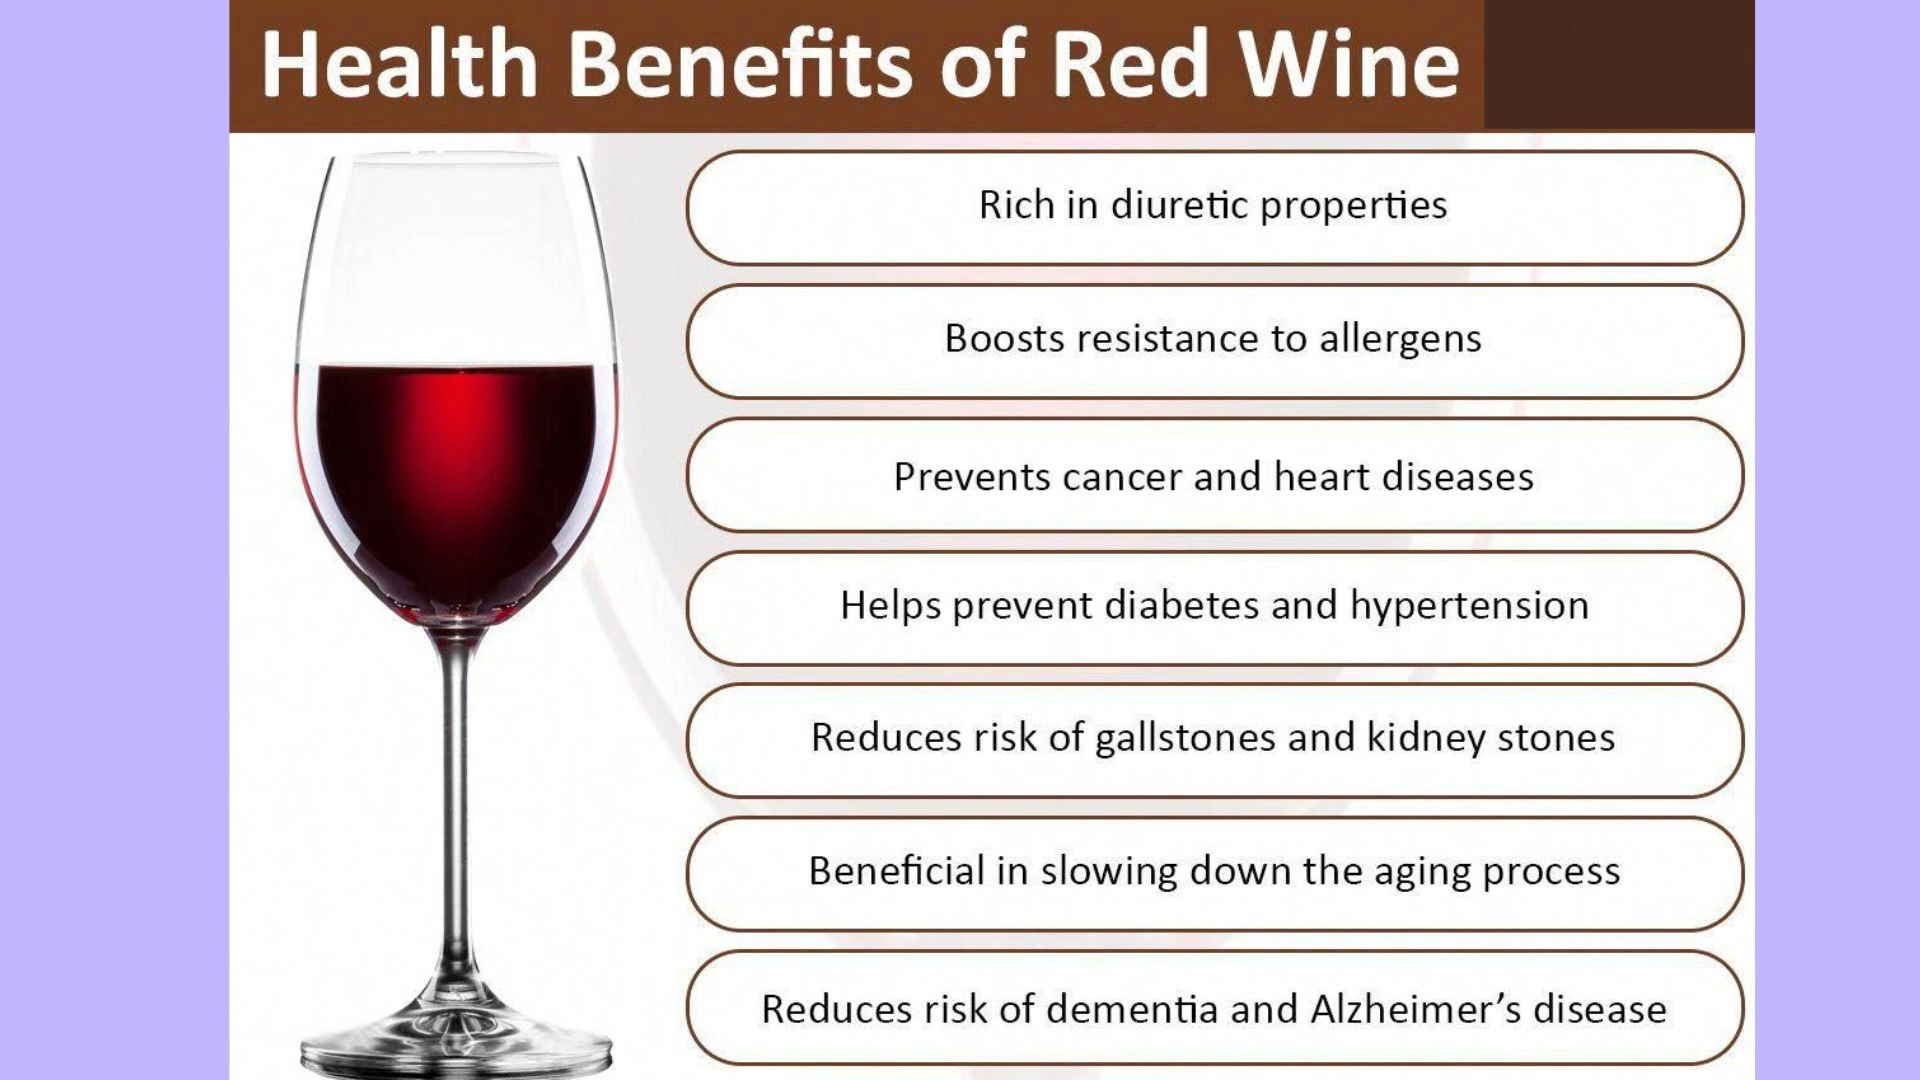 Health Benefits of Red Wine
Rich in diuretic properties
Boosts resistance to allergens
Prevents cancer and heart diseases
Helps prevent diabetes and hypertension
Reduces risk of gallstones and kidney stones
Beneficial in slowing down the aging process
Reduces risk of dementia and Alzheimer’s disease